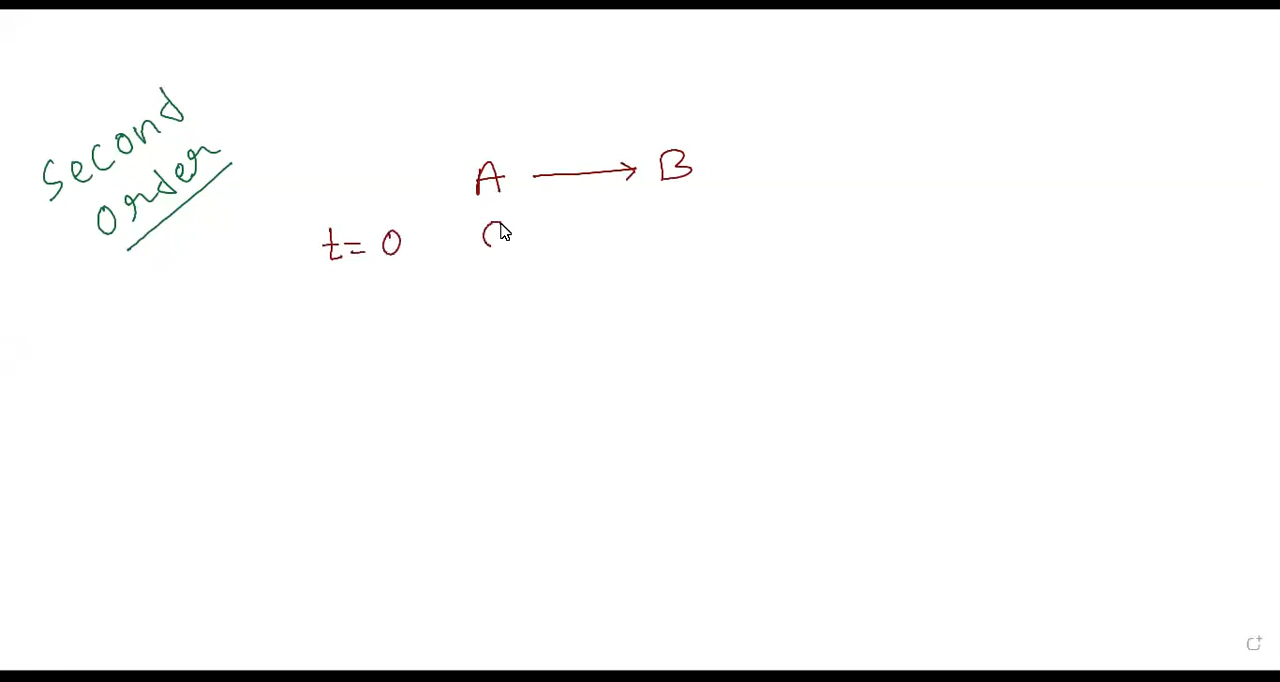 Second
order
A → B
t = 0